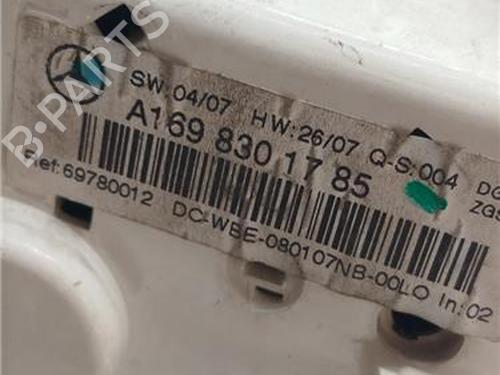 B-PARTS
SW: 04/07 HW: 26/07 Q-S: 004
A169 830 17 85
Ref: 69780012 DC-WBE-080107NB-00LO In: 02